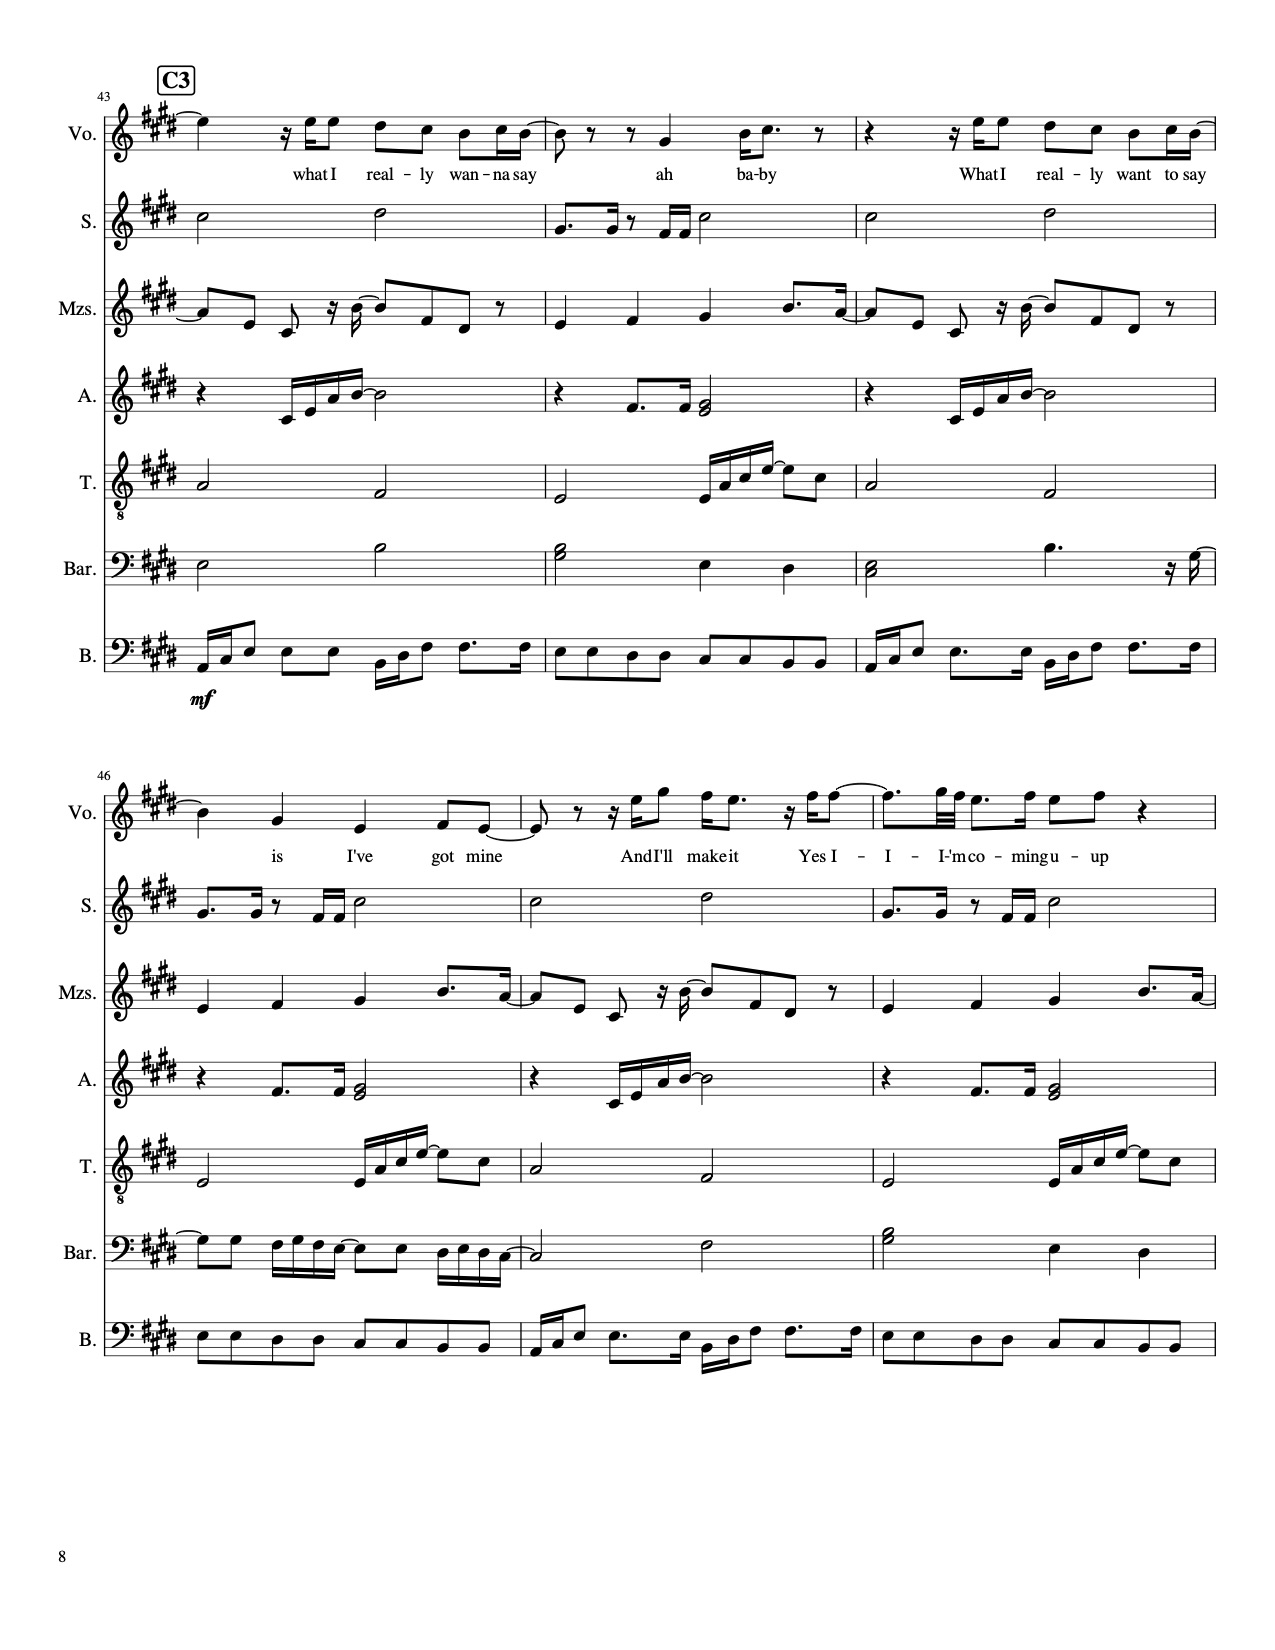 C3
43
Vo.
what I real - ly wan - na say ah ba-by What I real - ly want to say
S.
Mzs.
A.
T.
8
Bar.
B.
mf
46
Vo.
is I've got mine And I'll make it Yes I - I - I-'m co - ming u - up
S.
Mzs.
A.
T.
8
Bar.
B.
8